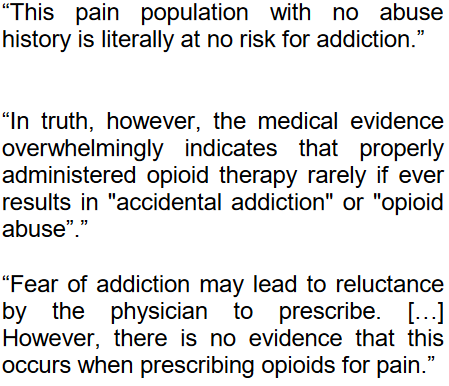 “This pain population with no abuse
history is literally at no risk for addiction.”
“In truth, however, the medical evidence
overwhelmingly indicates that properly
administered opioid therapy rarely if ever
results in "accidental addiction" or "opioid
abuse”.”
“Fear of addiction may lead to reluctance
by the physician to prescribe. […]
However, there is no evidence that this
occurs when prescribing opioids for pain.”